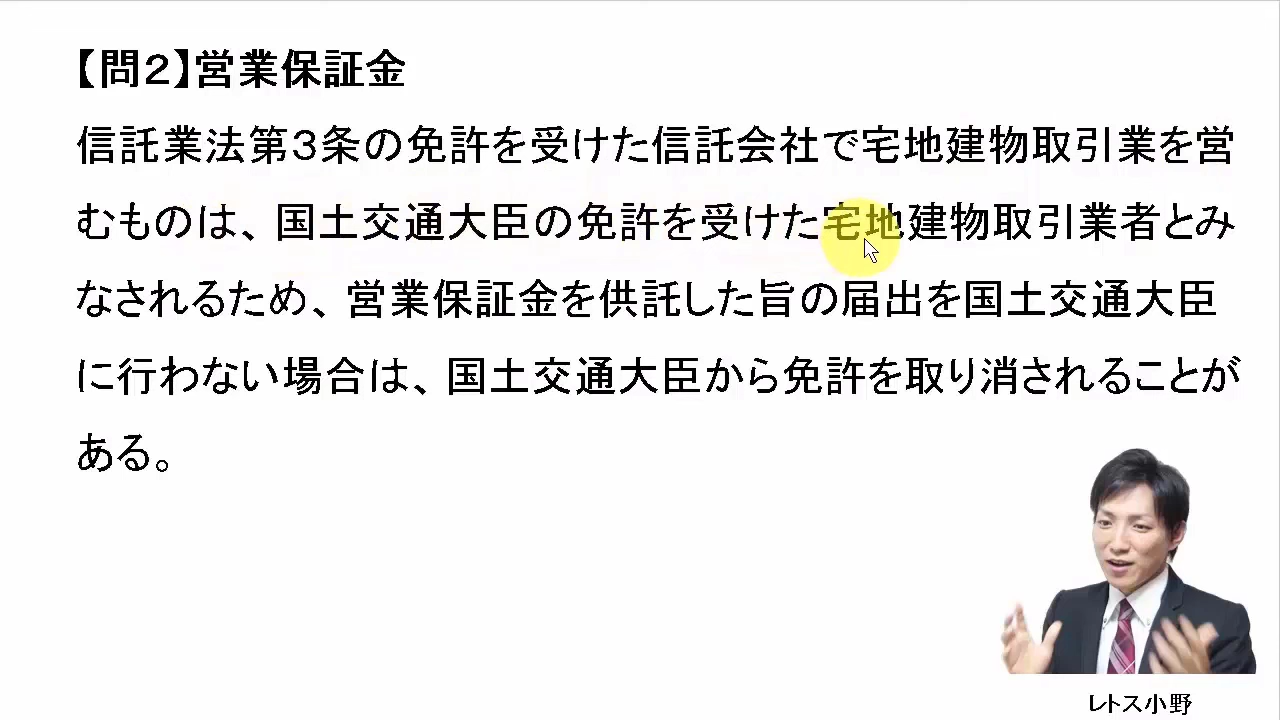 【問２】営業保証金
信託業法第３条の免許を受けた信託会社で宅地建物取引業を営
むものは、国土交通大臣の免許を受けた宅地建物取引業者とみ
なされるため、営業保証金を供託した旨の届出を国土交通大臣
に行わない場合は、国土交通大臣から免許を取り消されることが
ある。
レトス小野